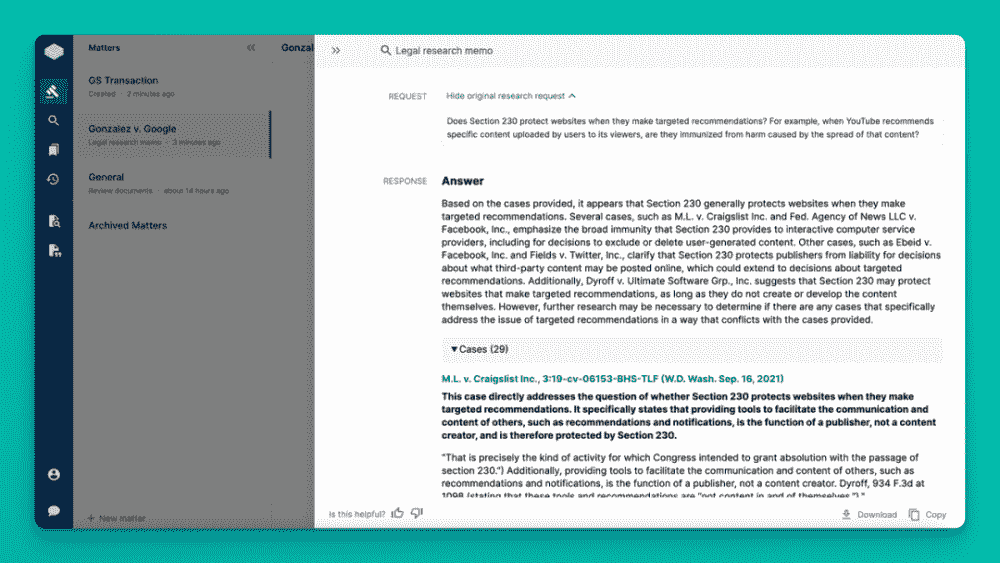 Matters
Gonzal
Legal research memo
GS Transaction
Created · 2 minutes ago
Gonzalez v. Google
Legal research memo · 3 minutes ago
General
Review documents · about 14 hours ago
Archived Matters
+ New matter
REQUEST
Hide original research request
Does Section 230 protect websites when they make targeted recommendations? For example, when YouTube recommends
specific content uploaded by users to its viewers, are they immunized from harm caused by the spread of that content?
RESPONSE
Answer
Based on the cases provided, it appears that Section 230 generally protects websites when they make
targeted recommendations. Several cases, such as M.L. v. Craigslist Inc. and Fed. Agency of News LLC v.
Facebook, Inc., emphasize the broad immunity that Section 230 provides to interactive computer service
providers, including for decisions to exclude or delete user-generated content. Other cases, such as Ebeid v.
Facebook, Inc. and Fields v. Twitter, Inc., clarify that Section 230 protects publishers from liability for decisions
about what third-party content may be posted online, which could extend to decisions about targeted
recommendations. Additionally, Dyroff v. Ultimate Software Grp., Inc. suggests that Section 230 may protect
websites that make targeted recommendations, as long as they do not create or develop the content
themselves. However, further research may be necessary to determine if there are any cases that specifically
address the issue of targeted recommendations in a way that conflicts with the cases provided.
Cases (29)
M.L. v. Craigslist Inc., 3:19-cv-06153-BHS-TLF (W.D. Wash. Sep. 16, 2021)
This case directly addresses the question of whether Section 230 protects websites when they make
targeted recommendations. It specifically states that providing tools to facilitate the communication and
content of others, such as recommendations and notifications, is the function of a publisher, not a content
creator, and is therefore protected by Section 230.
"That is precisely the kind of activity for which Congress intended to grant absolution with the passage of
section 230.") Additionally, providing tools to facilitate the communication and content of others, such as
recommendations and notifications, is the function of a publisher, not a content creator. Dyroff, 934 F.3d at
1098 (stating that these tools and recommendations are "not content in and of themselves.")."
Is this helpful?
Download
Copy